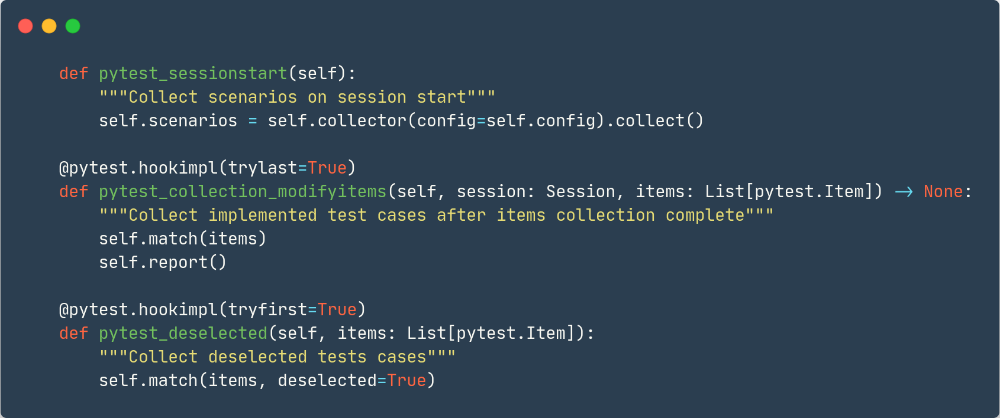 def pytest_sessionstart(self):
    """Collect scenarios on session start"""
    self.scenarios = self.collector(config=self.config).collect()

@pytest.hookimpl(trylast=True)
def pytest_collection_modifyitems(self, session: Session, items: List[pytest.Item]) -> None:
    """Collect implemented test cases after items collection complete"""
    self.match(items)
    self.report()

@pytest.hookimpl(tryfirst=True)
def pytest_deselected(self, items: List[pytest.Item]):
    """Collect deselected tests cases"""
    self.match(items, deselected=True)